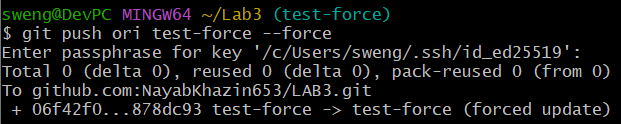 sweng@DevPC MINGW64 ~/Lab3 (test-force)
$ git push ori test-force --force
Enter passphrase for key '/c/Users/sweng/.ssh/id_ed25519':
Total 0 (delta 0), reused 0 (delta 0), pack-reused 0 (from 0)
To github.com:NayabKhazin653/LAB3.git
 + 06f42f0...878dc93 test-force -> test-force (forced update)